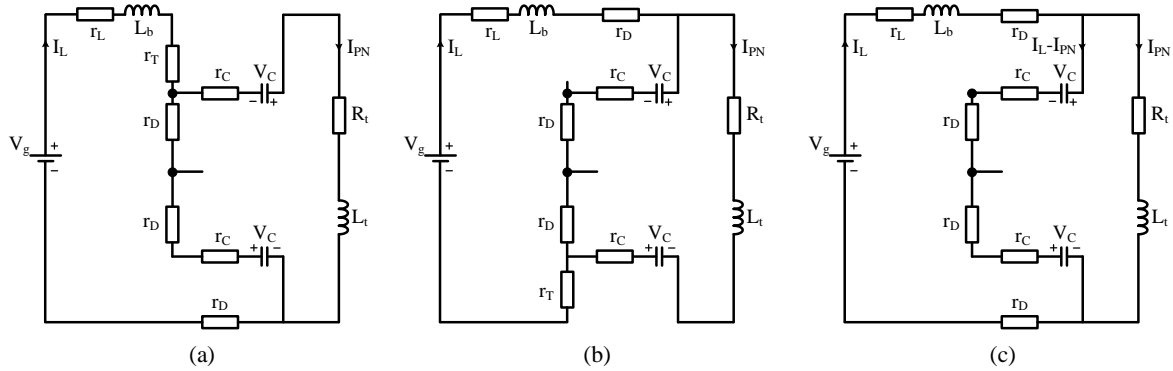 r_L L_b
I_L
r_T
I_PN
r_C V_C
− +
r_D
R_t
V_g
+
−
r_D
L_t
r_C V_C
+ −
r_D
(a)
r_L L_b r_D
I_L
I_PN
r_C V_C
− +
r_D
R_t
V_g
+
−
r_D
L_t
r_C V_C
+ −
r_T
(b)
r_L L_b r_D
I_L
I_L-I_PN I_PN
r_C V_C
− +
r_D
R_t
V_g
+
−
r_D
L_t
r_C V_C
+ −
r_D
(c)